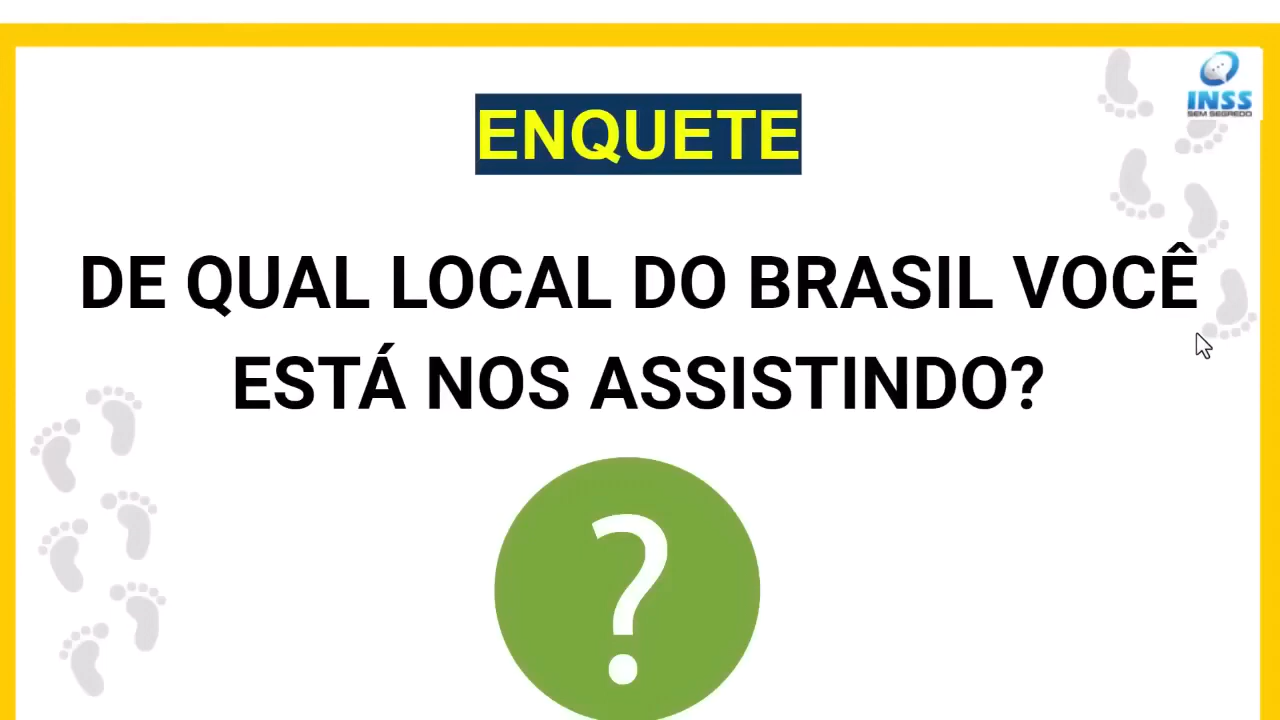 INSS
SEM SEGREDO
ENQUETE
DE QUAL LOCAL DO BRASIL VOCÊ
ESTÁ NOS ASSISTINDO?
?